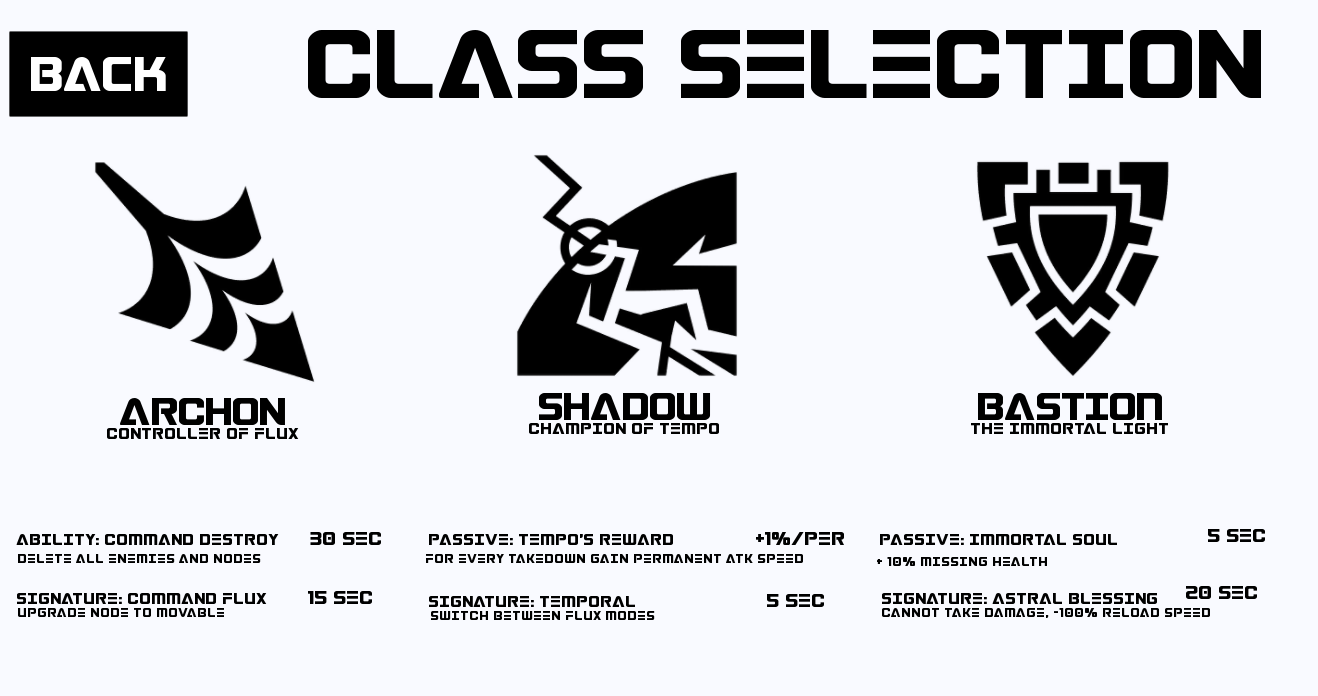 BACK
CLASS SELECTION
ARCHON
CONTROLLER OF FLUX
SHADOW
CHAMPION OF TEMPO
BASTION
THE IMMORTAL LIGHT
ABILITY: COMMAND DESTROY 30 SEC
DELETE ALL ENEMIES AND NODES
SIGNATURE: COMMAND FLUX 15 SEC
UPGRADE NODE TO MOVABLE
PASSIVE: TEMPO'S REWARD +1%/PER
FOR EVERY TAKEDOWN GAIN PERMANENT ATK SPEED
SIGNATURE: TEMPORAL 5 SEC
SWITCH BETWEEN FLUX MODES
PASSIVE: IMMORTAL SOUL 5 SEC
+ 10% MISSING HEALTH
SIGNATURE: ASTRAL BLESSING 20 SEC
CANNOT TAKE DAMAGE, -100% RELOAD SPEED